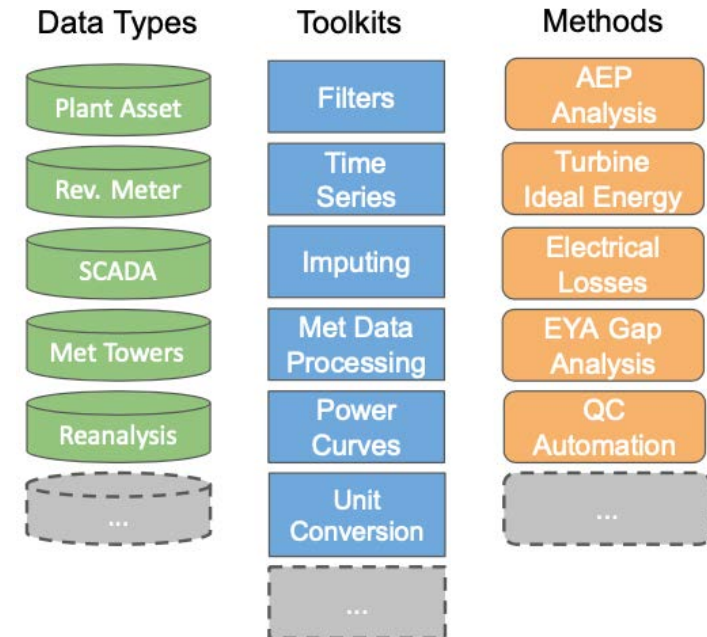 Data Types
Plant Asset
Rev. Meter
SCADA
Met Towers
Reanalysis
...
Toolkits
Filters
Time
Series
Imputing
Met Data
Processing
Power
Curves
Unit
Conversion
...
Methods
AEP
Analysis
Turbine
Ideal Energy
Electrical
Losses
EYA Gap
Analysis
QC
Automation
...